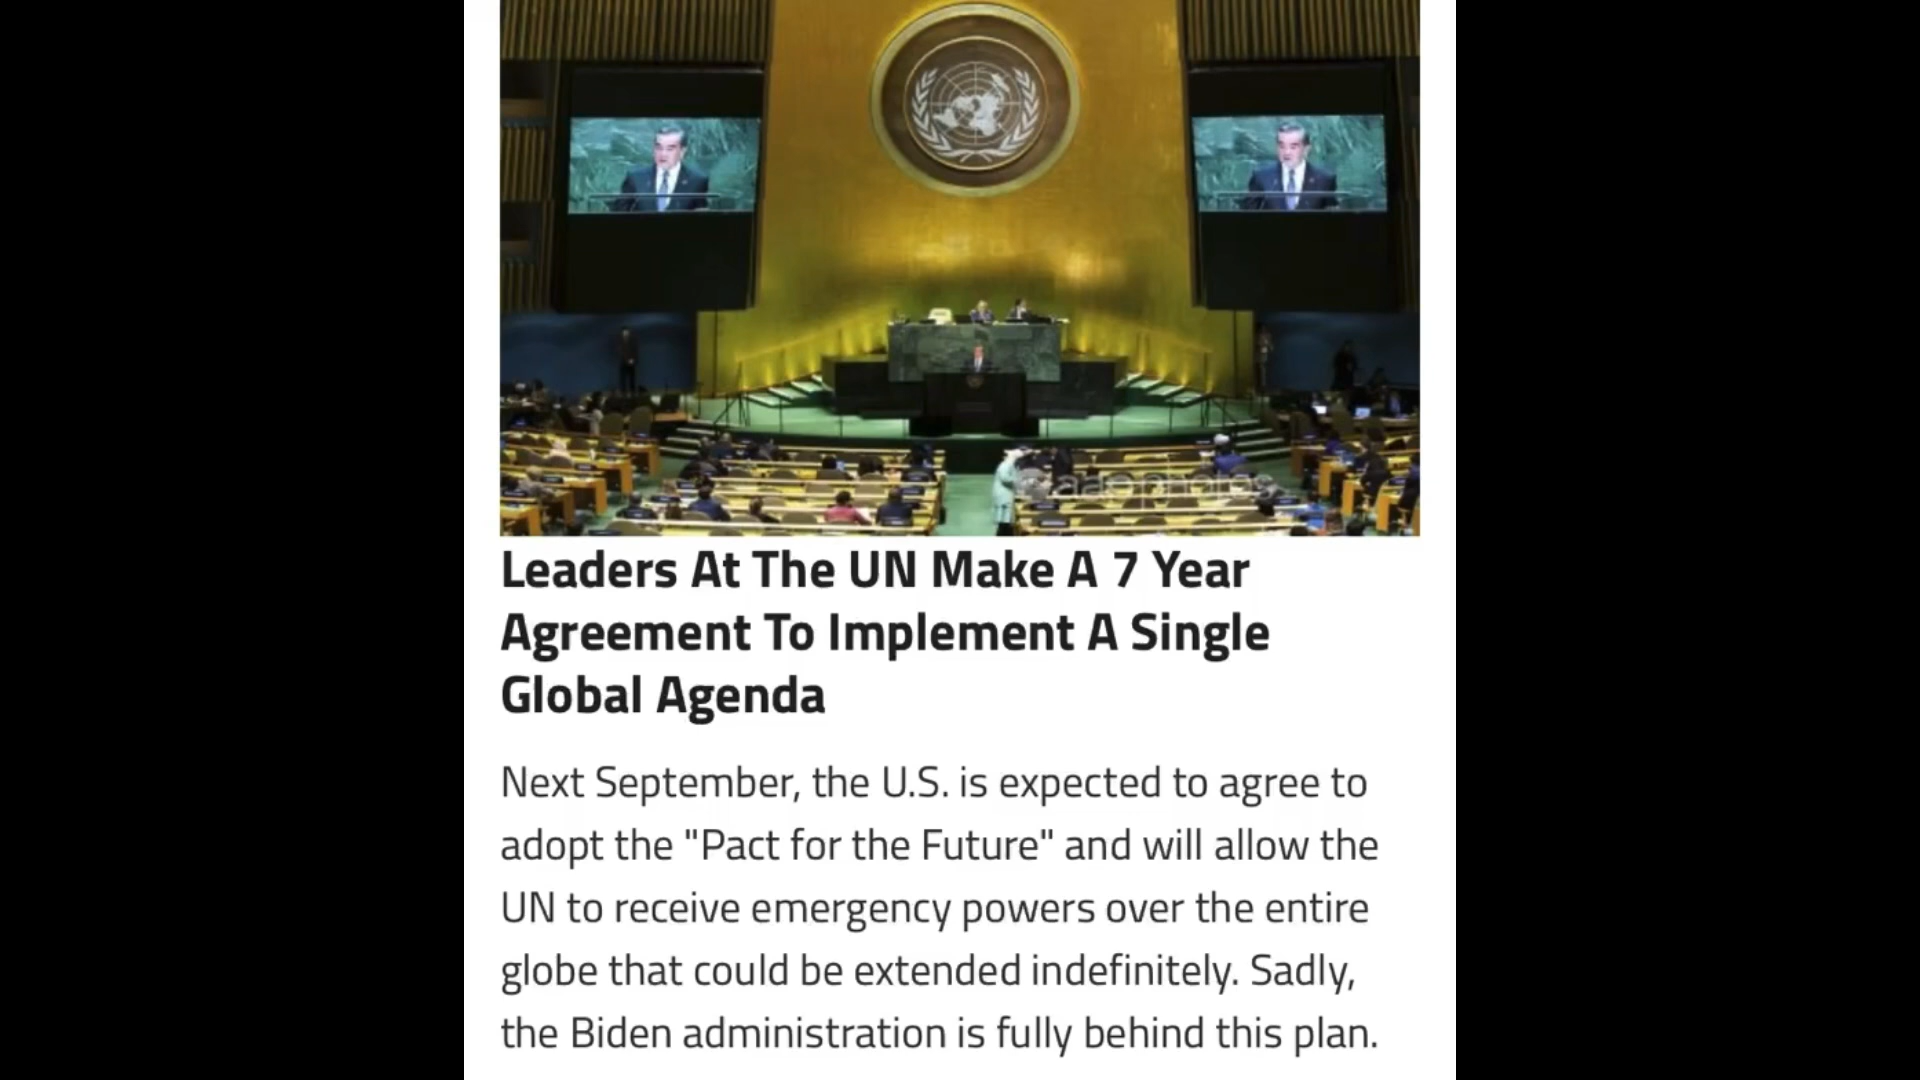 aap photos
Leaders At The UN Make A 7 Year
Agreement To Implement A Single
Global Agenda
Next September, the U.S. is expected to agree to
adopt the "Pact for the Future" and will allow the
UN to receive emergency powers over the entire
globe that could be extended indefinitely. Sadly,
the Biden administration is fully behind this plan.